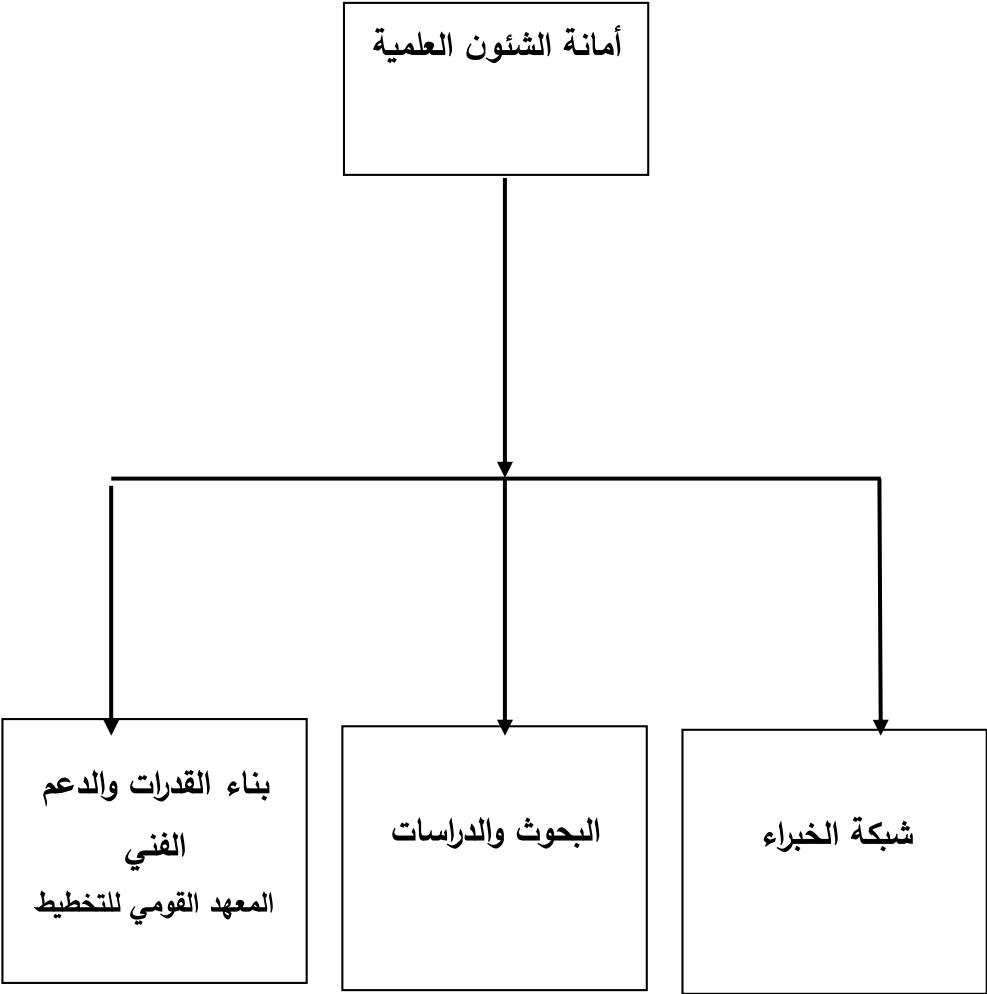 أمانة الشئون العلمية
شبكة الخبراء
البحوث والدراسات
بناء القدرات والدعم
الفني
المعهد القومي للتخطيط